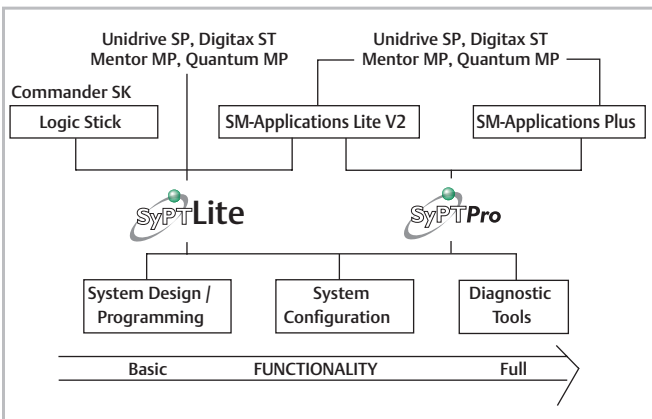 Unidrive SP, Digitax ST
Mentor MP, Quantum MP
Unidrive SP, Digitax ST
Mentor MP, Quantum MP
Commander SK
Logic Stick
SM-Applications Lite V2
SM-Applications Plus
SyPTLite
SyPTPro
System Design /
Programming
System
Configuration
Diagnostic
Tools
Basic FUNCTIONALITY Full